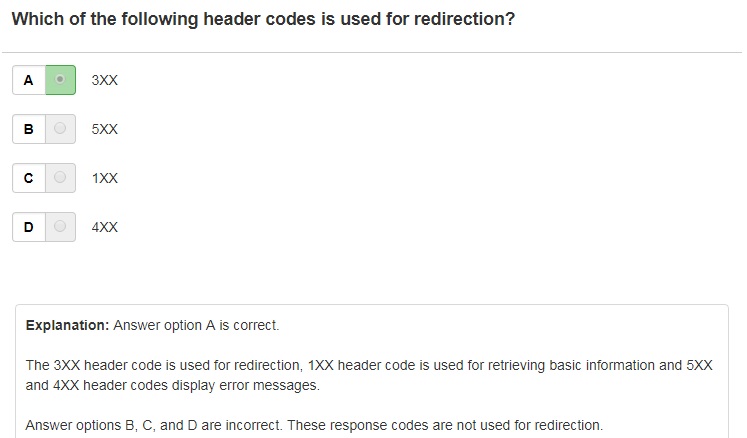 Which of the following header codes is used for redirection?
A 3XX
B 5XX
C 1XX
D 4XX
Explanation: Answer option A is correct.
The 3XX header code is used for redirection, 1XX header code is used for retrieving basic information and 5XX
and 4XX header codes display error messages.
Answer options B, C, and D are incorrect. These response codes are not used for redirection.